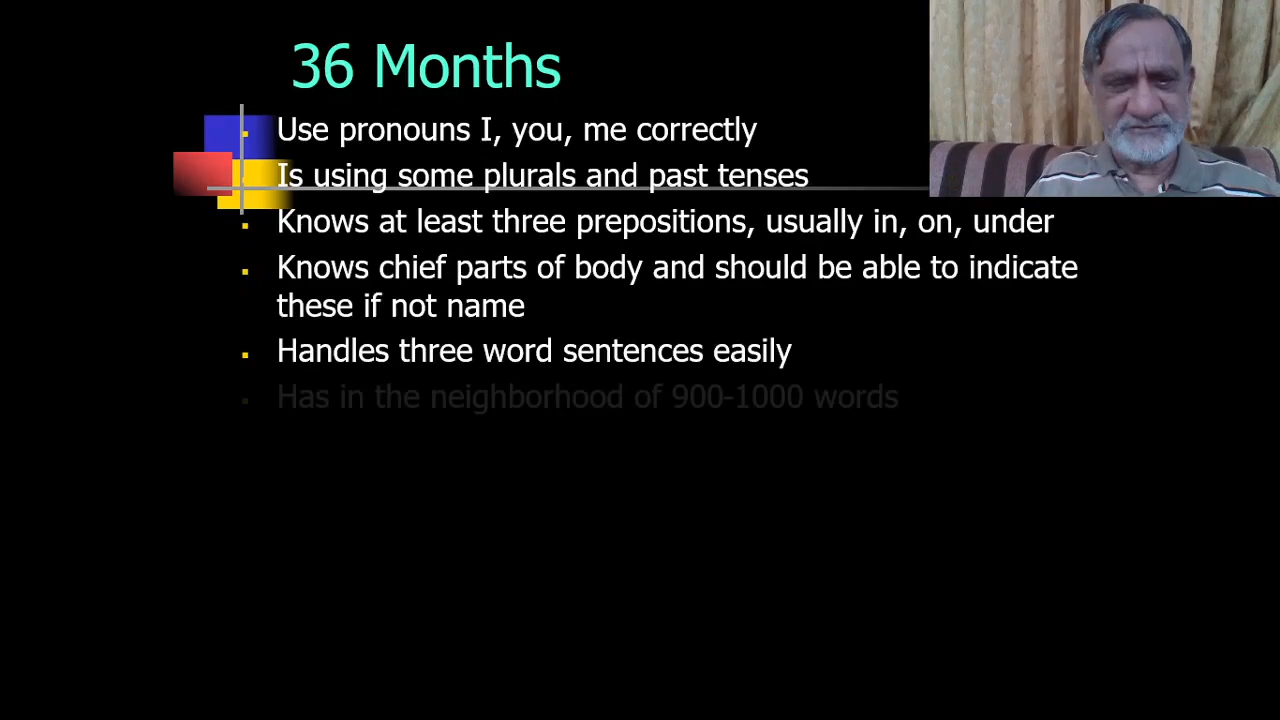 36 Months
Use pronouns I, you, me correctly
Is using some plurals and past tenses
Knows at least three prepositions, usually in, on, under
Knows chief parts of body and should be able to indicate
these if not name
Handles three word sentences easily
Has in the neighborhood of 900-1000 words